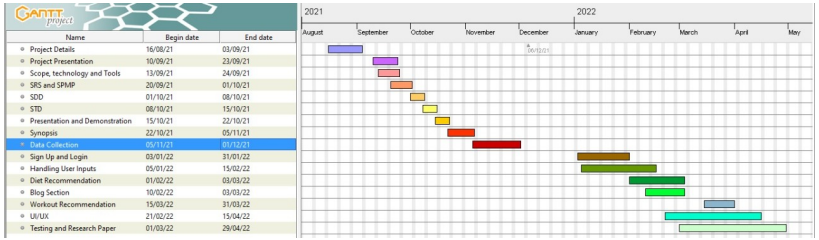 GANTT
project
2021
2022
August September October November December January February March April May
Name Begin date End date
06/12/21
Project Details 16/08/21 03/09/21
Project Presentation 10/09/21 23/09/21
Scope, technology and Tools 13/09/21 24/09/21
SRS and SPMP 20/09/21 01/10/21
SDD 01/10/21 08/10/21
STD 08/10/21 15/10/21
Presentation and Demonstration 15/10/21 22/10/21
Synopsis 22/10/21 05/11/21
Data Collection 05/11/21 01/12/21
Sign Up and Login 03/01/22 31/01/22
Handling User Inputs 05/01/22 15/02/22
Diet Recommendation 01/02/22 03/03/22
Blog Section 10/02/22 03/03/22
Workout Recommendation 15/03/22 31/03/22
UI/UX 21/02/22 15/04/22
Testing and Research Paper 01/03/22 29/04/22